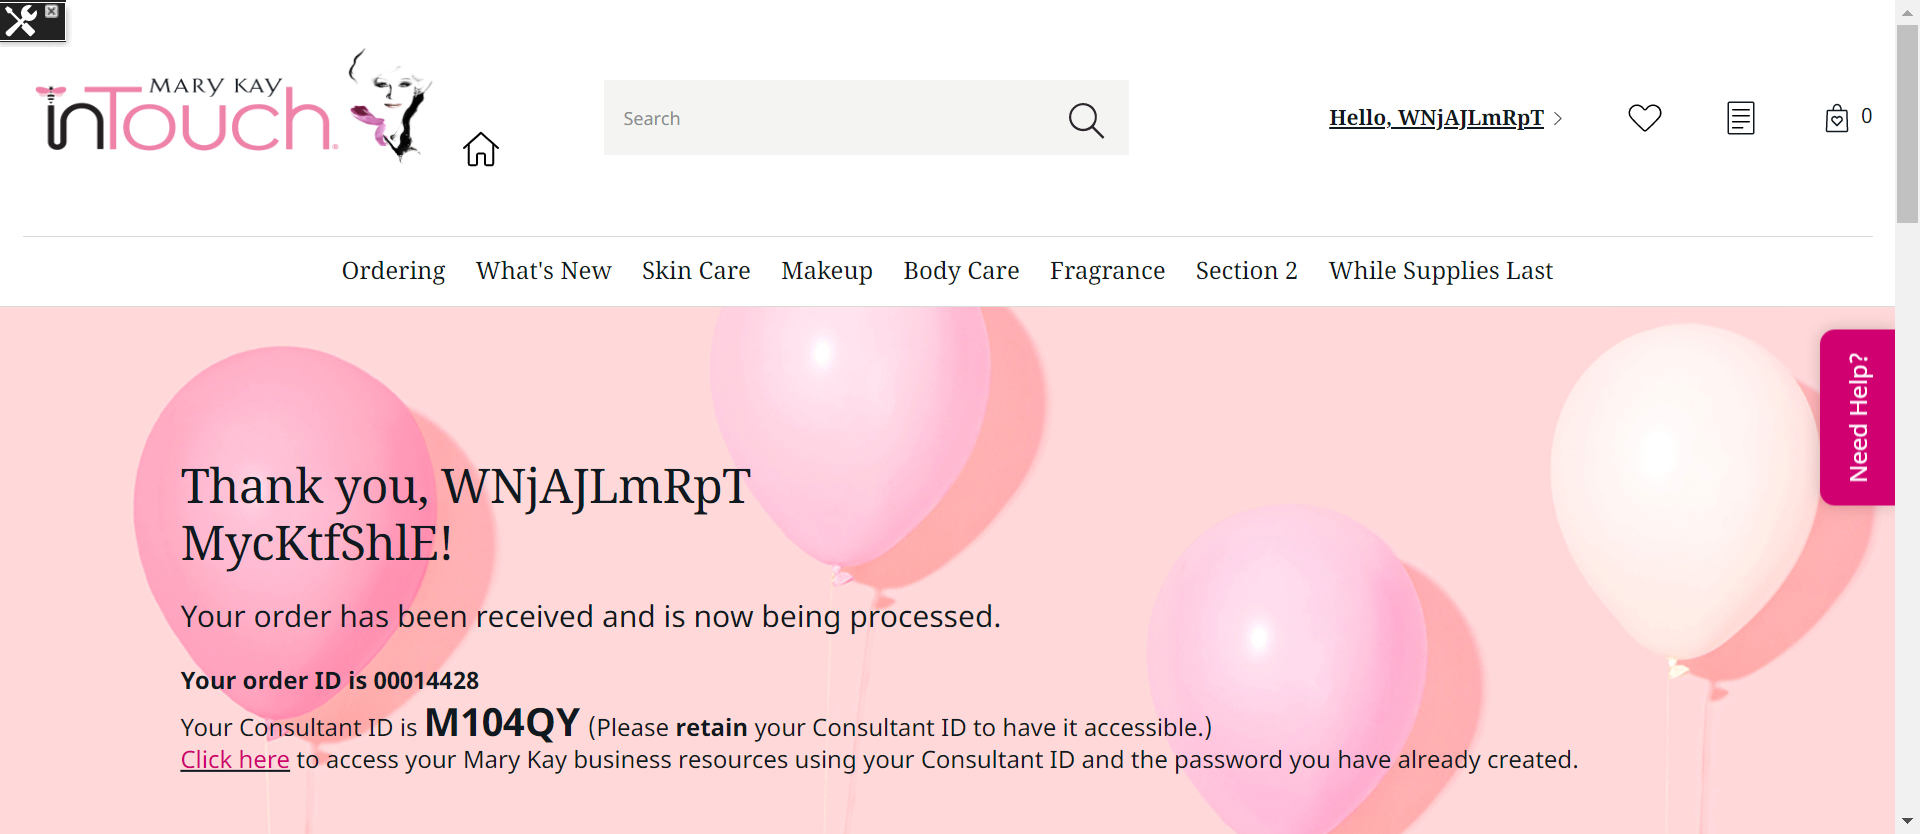 MARY KAY
inTouch.
Search
Hello, WNjAJLmRpT
0
Ordering What's New Skin Care Makeup Body Care Fragrance Section 2 While Supplies Last
Need Help?
Thank you, WNjAJLmRpT
MycKtfShlE!
Your order has been received and is now being processed.
Your order ID is 00014428
Your Consultant ID is M104QY (Please retain your Consultant ID to have it accessible.)
Click here to access your Mary Kay business resources using your Consultant ID and the password you have already created.